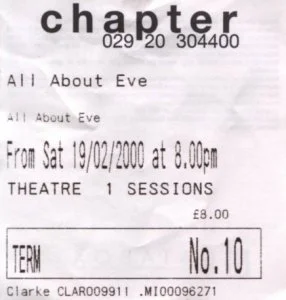 chapter
029 20 304400
All About Eve
All About Eve
From Sat 19/02/2000 at 8.00pm
THEATRE 1 SESSIONS
£8.00
TERM No.10
Clarke CLAR009911 .MI00096271